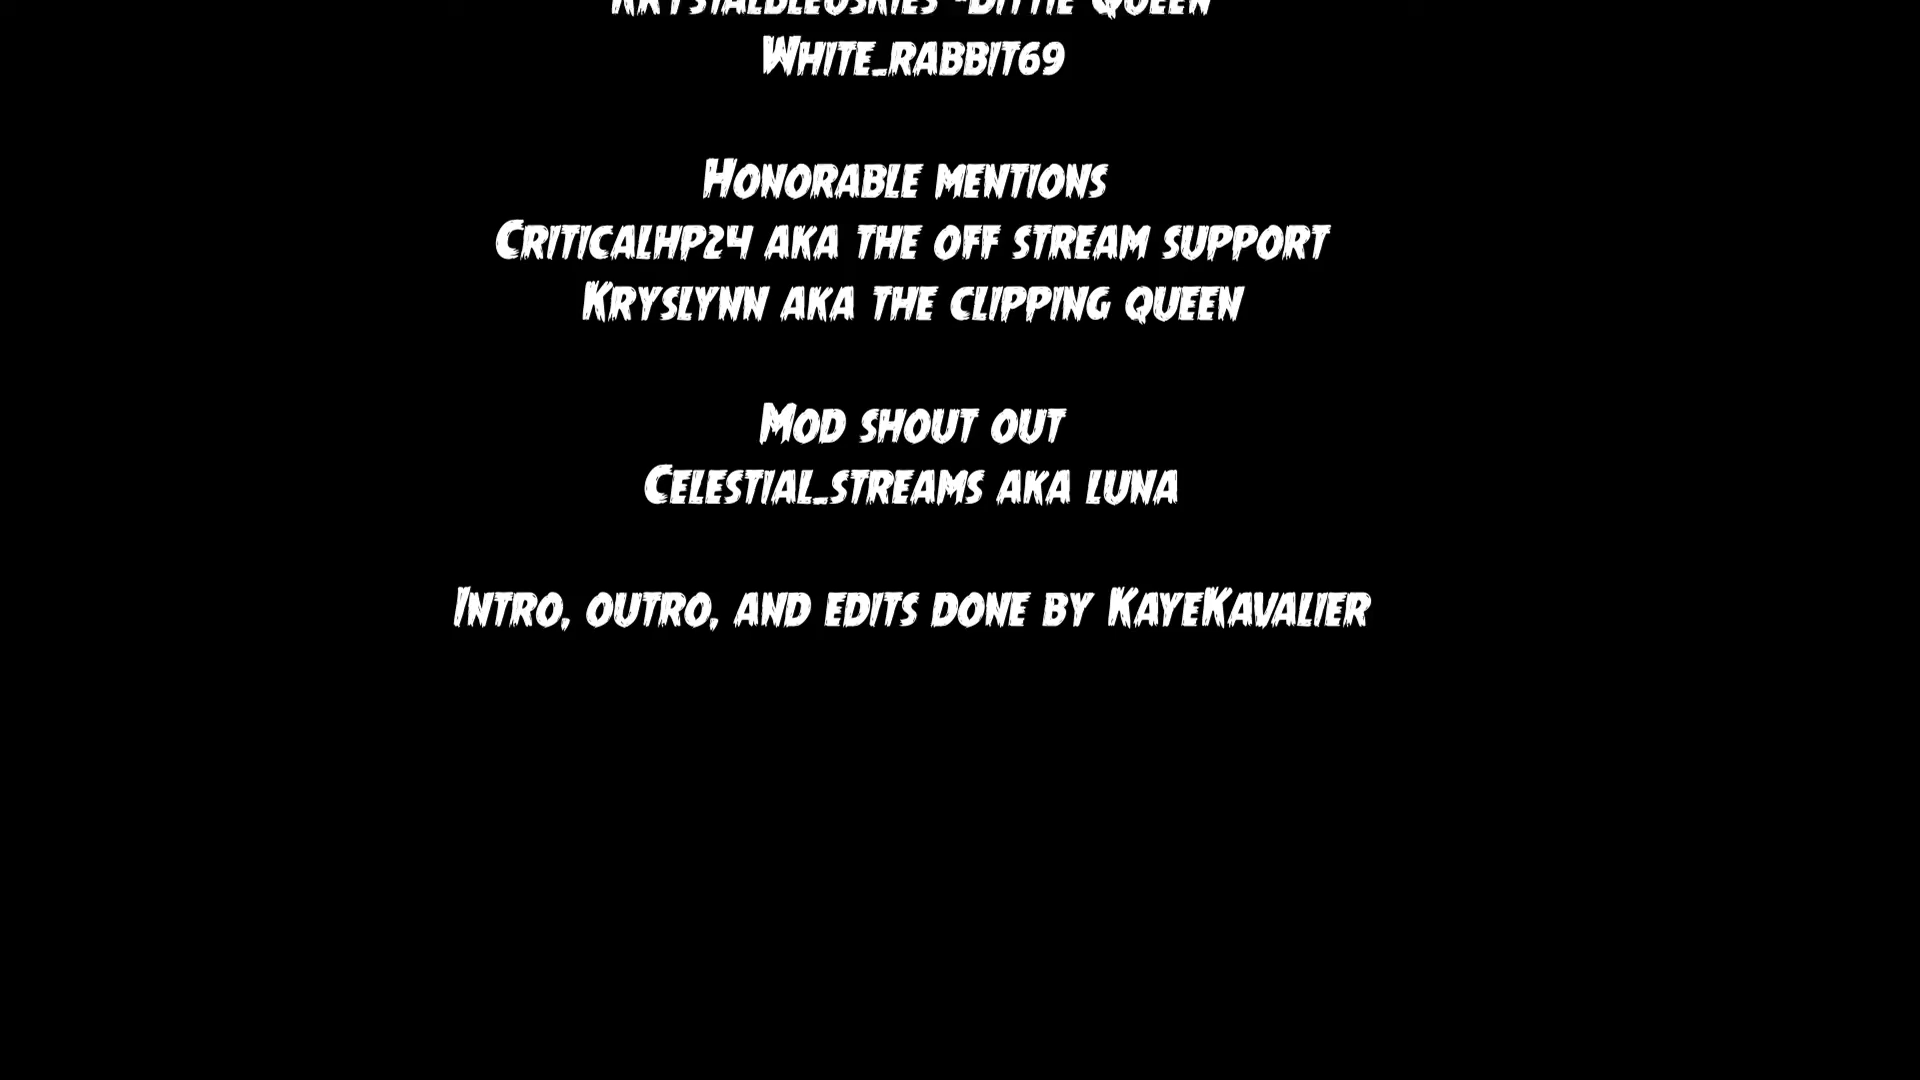 Queen
White_rabbit69
Honorable mentions
Criticalhp24 aka the off stream support
Kryslynn aka the clipping queen
Mod shout out
Celestial_streams aka luna
Intro, outro, and edits done by KayeKavalier